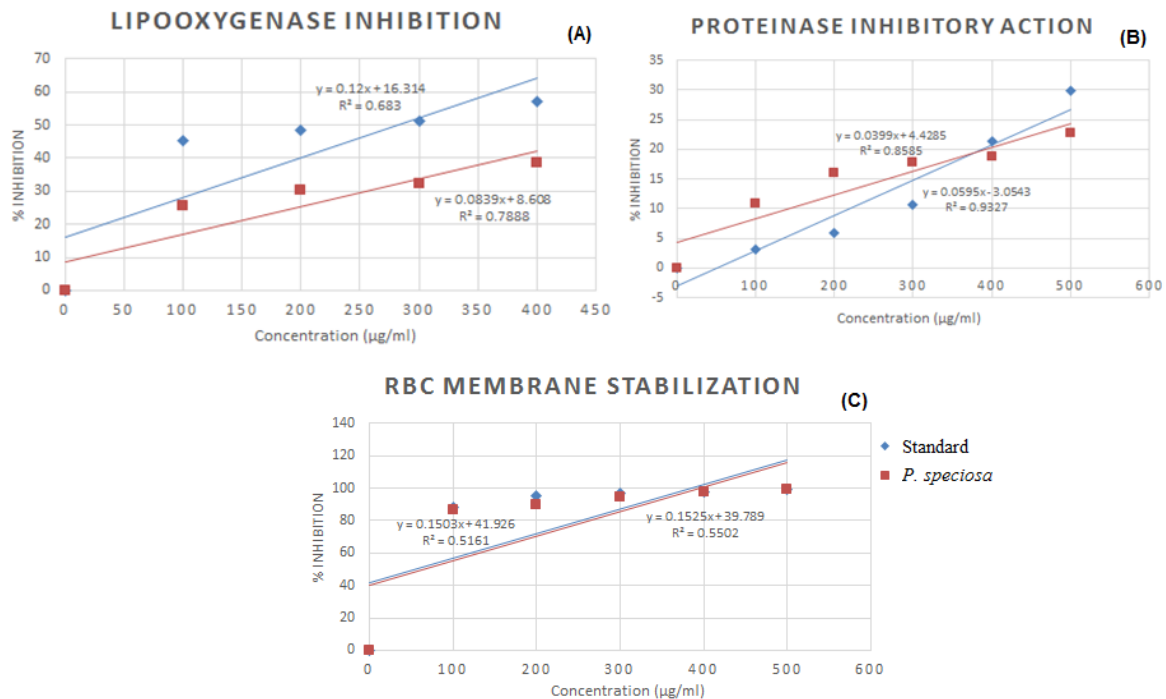 LIPOOXYGENASE INHIBITION
(A)
70
60
50
40
30
20
10
0
% INHIBITION
y = 0.12x + 16.314
R² = 0.683
y = 0.0839x + 8.608
R² = 0.7888
0 50 100 150 200 250 300 350 400 450
Concentration (µg/ml)
PROTEINASE INHIBITORY ACTION
(B)
35
30
25
20
15
10
5
0
-5
% INHIBITION
y = 0.0399x + 4.4285
R² = 0.8585
y = 0.0595x - 3.0543
R² = 0.9327
0 100 200 300 400 500 600
Concentration (µg/ml)
RBC MEMBRANE STABILIZATION
(C)
140
120
100
80
60
40
20
0
% INHIBITION
y = 0.1503x + 41.926
R² = 0.5161
y = 0.1525x + 39.789
R² = 0.5502
0 100 200 300 400 500 600
Concentration (µg/ml)
Standard
P. speciosa